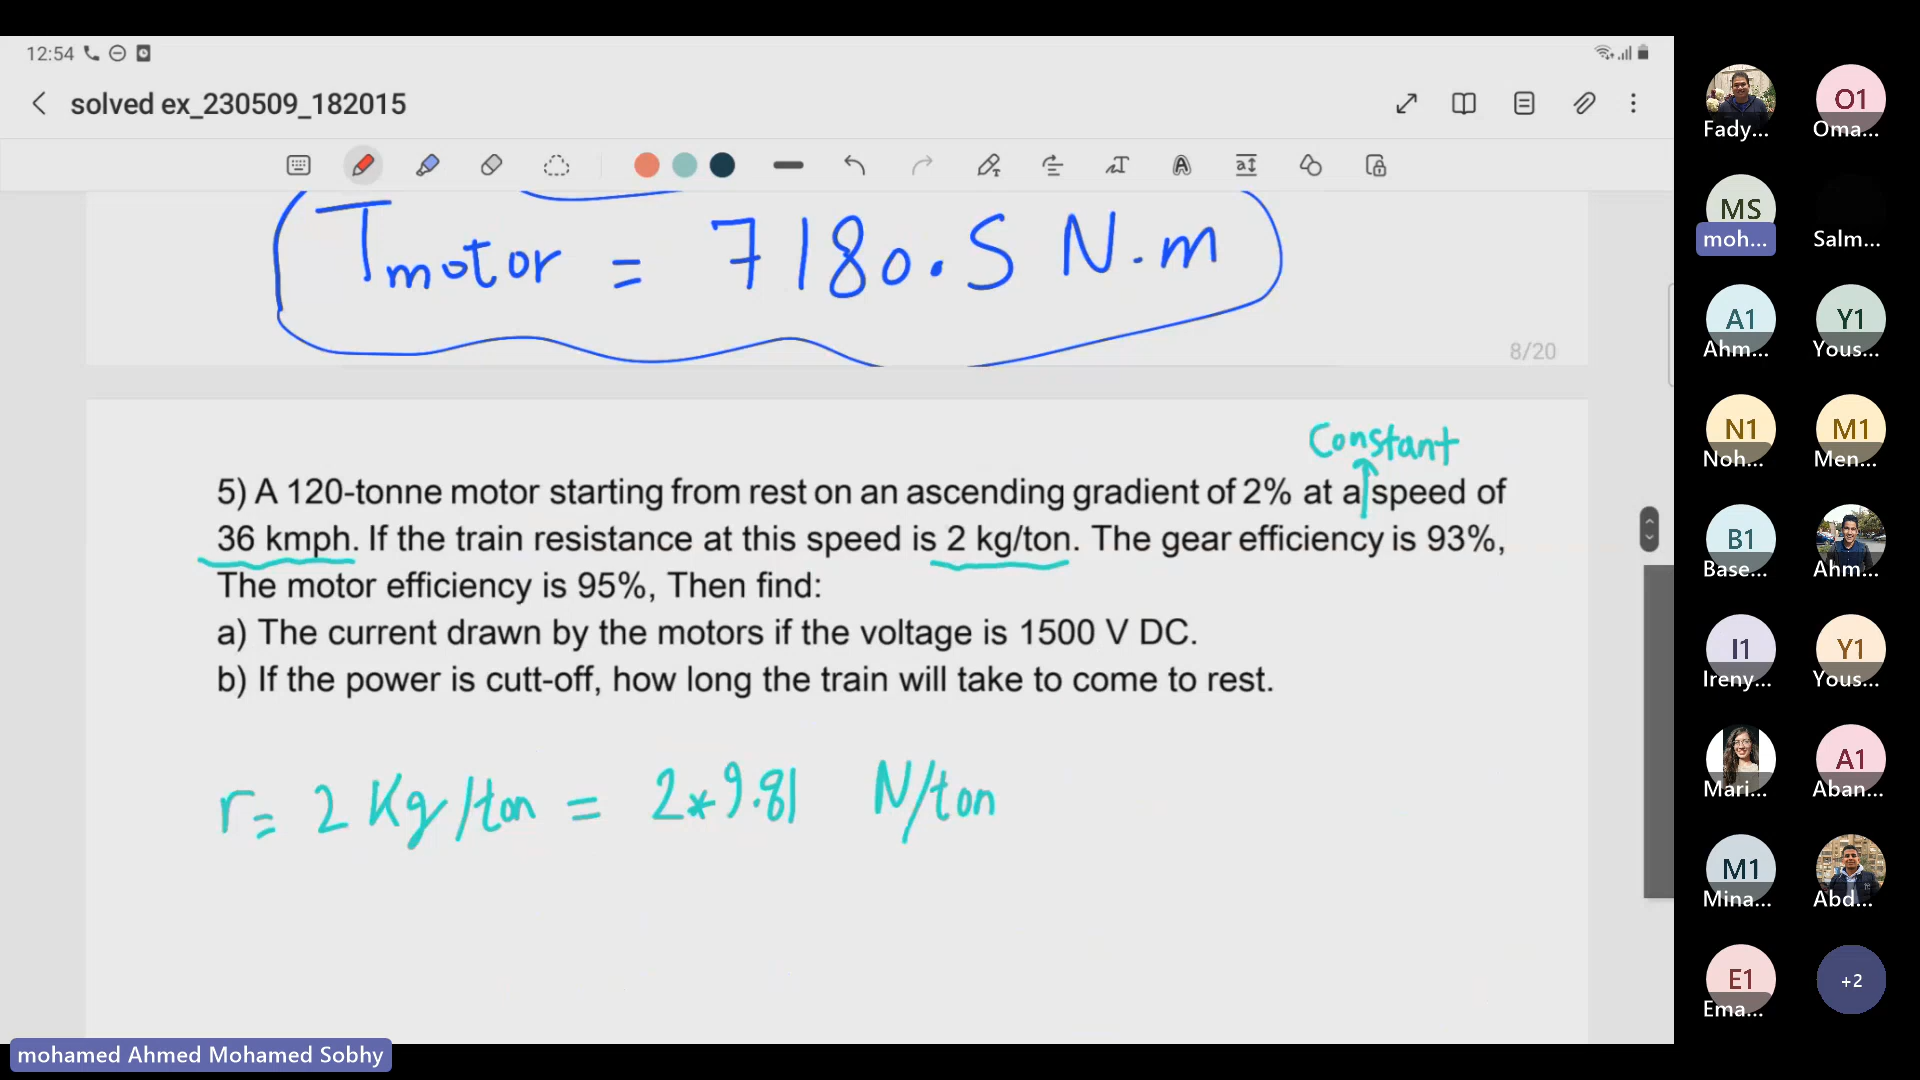 12:54
solved ex_230509_182015
Tmotor = 7180.5 N.m
8/20
Constant
5) A 120-tonne motor starting from rest on an ascending gradient of 2% at a speed of
36 kmph. If the train resistance at this speed is 2 kg/ton. The gear efficiency is 93%,
The motor efficiency is 95%, Then find:
a) The current drawn by the motors if the voltage is 1500 V DC.
b) If the power is cutt-off, how long the train will take to come to rest.
r= 2 Kg/ton = 2*9.81 N/ton
mohamed Ahmed Mohamed Sobhy
Fady...
O1
Oma...
MS
moh...
Salm...
A1
Ahm...
Y1
Yous...
N1
Noh...
M1
Men...
B1
Base...
Ahm...
I1
Ireny...
Y1
Yous...
Mari...
A1
Aban...
M1
Mina...
Abd...
E1
Ema...
+2